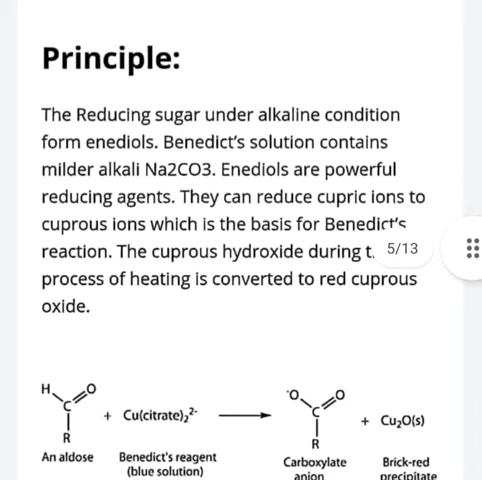 Principle:
The Reducing sugar under alkaline condition
form enediols. Benedict's solution contains
milder alkali Na2CO3. Enediols are powerful
reducing agents. They can reduce cupric ions to
cuprous ions which is the basis for Benedict's
reaction. The cuprous hydroxide during t
5/13
process of heating is converted to red cuprous
oxide.
H O ⁻O O
C C
+ Cu(citrate)₂²⁻ + Cu₂O(s)
R R
An aldose Benedict's reagent Carboxylate Brick-red
(blue solution) anion precipitate